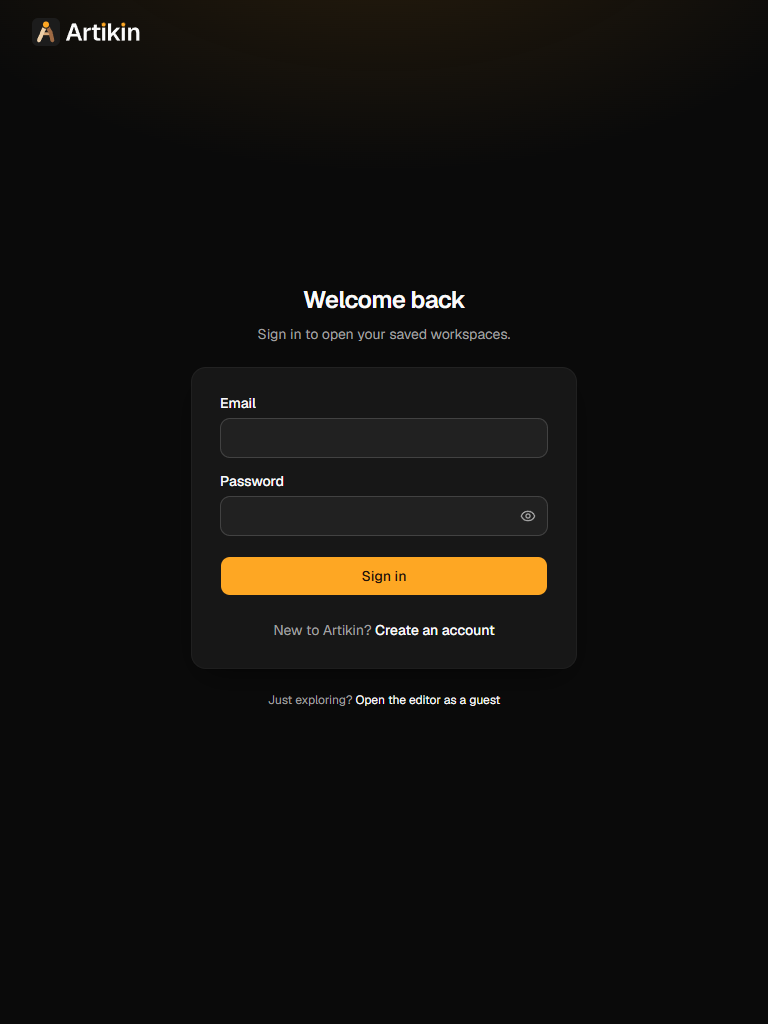 Artikin
Welcome back
Sign in to open your saved workspaces.
Email
Password
Sign in
New to Artikin? Create an account
Just exploring? Open the editor as a guest